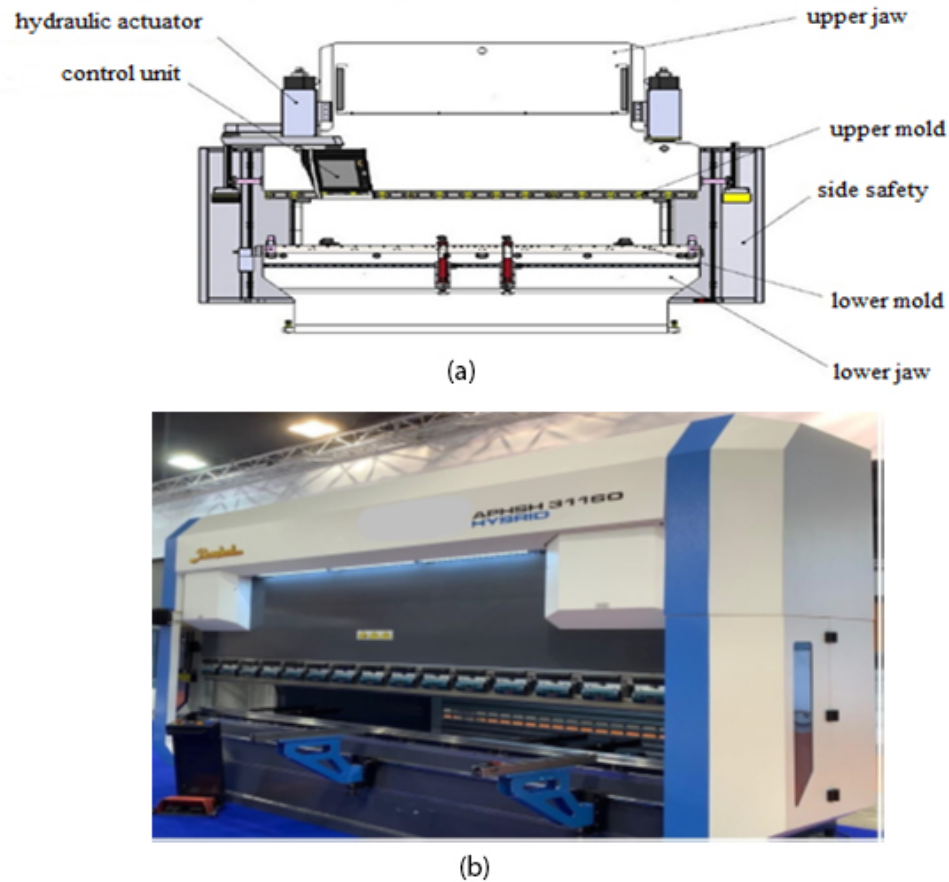 hydraulic actuator
upper jaw
control unit
upper mold
side safety
lower mold
lower jaw
(a)
APHSH 31160
HYBRID
(b)